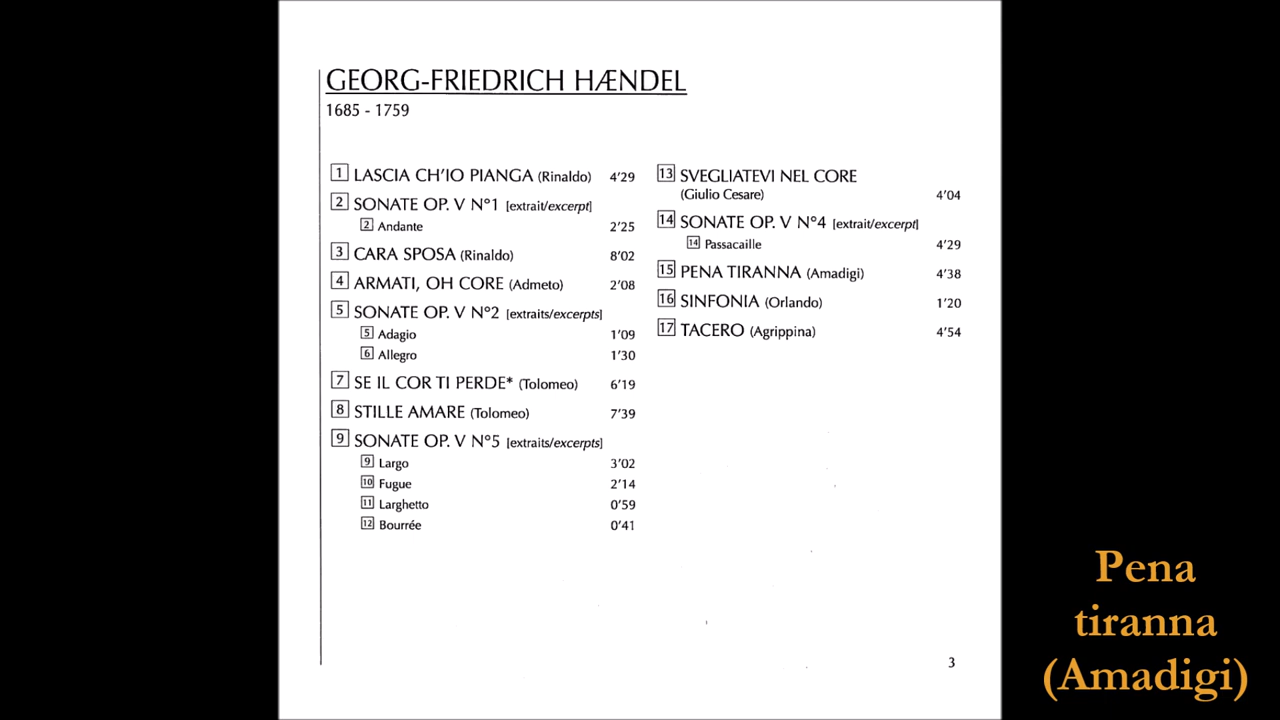 GEORG-FRIEDRICH HÆNDEL
1685 - 1759
1 LASCIA CH'IO PIANGA (Rinaldo) 4'29
2 SONATE OP. V N°1 [extrait/excerpt]
2 Andante 2'25
3 CARA SPOSA (Rinaldo) 8'02
4 ARMATI, OH CORE (Admeto) 2'08
5 SONATE OP. V N°2 [extraits/excerpts]
5 Adagio 1'09
6 Allegro 1'30
7 SE IL COR TI PERDE* (Tolomeo) 6'19
8 STILLE AMARE (Tolomeo) 7'39
9 SONATE OP. V N°5 [extraits/excerpts]
9 Largo 3'02
10 Fugue 2'14
11 Larghetto 0'59
12 Bourrée 0'41
13 SVEGLIATEVI NEL CORE
(Giulio Cesare) 4'04
14 SONATE OP. V N°4 [extrait/excerpt]
14 Passacaille 4'29
15 PENA TIRANNA (Amadigi) 4'38
16 SINFONIA (Orlando) 1'20
17 TACERO (Agrippina) 4'54
3
Pena
tiranna
(Amadigi)